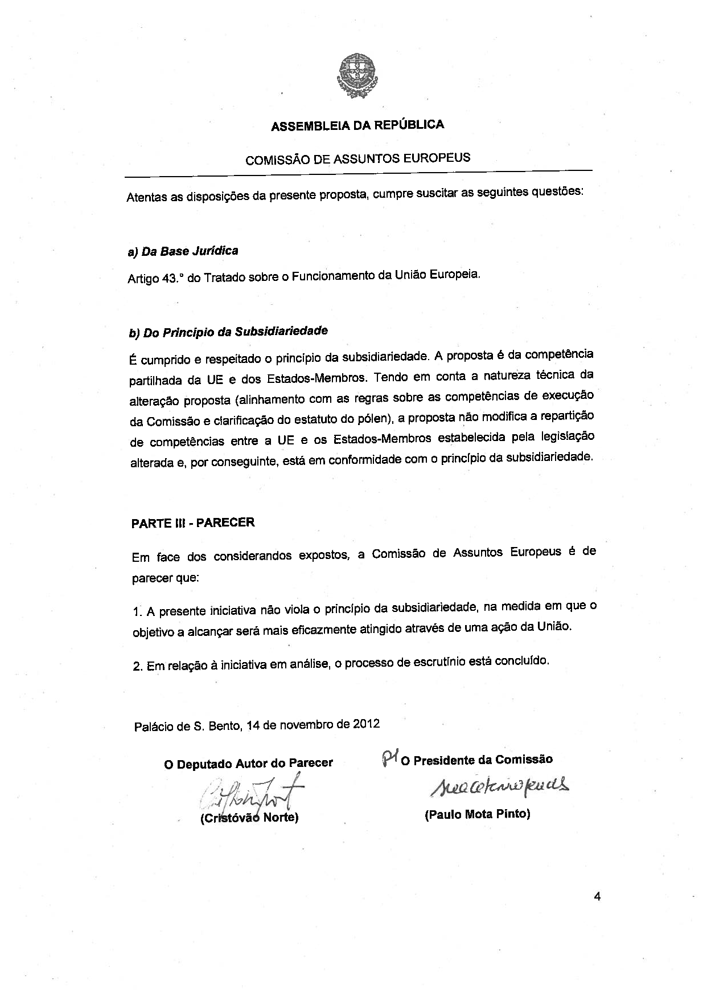 ASSEMBLEIA DA REPÚBLICA
COMISSÃO DE ASSUNTOS EUROPEUS
Atentas as disposições da presente proposta, cumpre suscitar as seguintes questões:
a) Da Base Jurídica
Artigo 43.º do Tratado sobre o Funcionamento da União Europeia.
b) Do Princípio da Subsidiariedade
É cumprido e respeitado o princípio da subsidiariedade. A proposta é da competência
partilhada da UE e dos Estados-Membros. Tendo em conta a natureza técnica da
alteração proposta (alinhamento com as regras sobre as competências de execução
da Comissão e clarificação do estatuto do pólen), a proposta não modifica a repartição
de competências entre a UE e os Estados-Membros estabelecida pela legislação
alterada e, por conseguinte, está em conformidade com o princípio da subsidiariedade.
PARTE III - PARECER
Em face dos considerandos expostos, a Comissão de Assuntos Europeus é de
parecer que:
1. A presente iniciativa não viola o princípio da subsidiariedade, na medida em que o
objetivo a alcançar será mais eficazmente atingido através de uma ação da União.
2. Em relação à iniciativa em análise, o processo de escrutínio está concluído.
Palácio de S. Bento, 14 de novembro de 2012
O Deputado Autor do Parecer
P/ O Presidente da Comissão
(Cristóvão Norte)
(Paulo Mota Pinto)
4